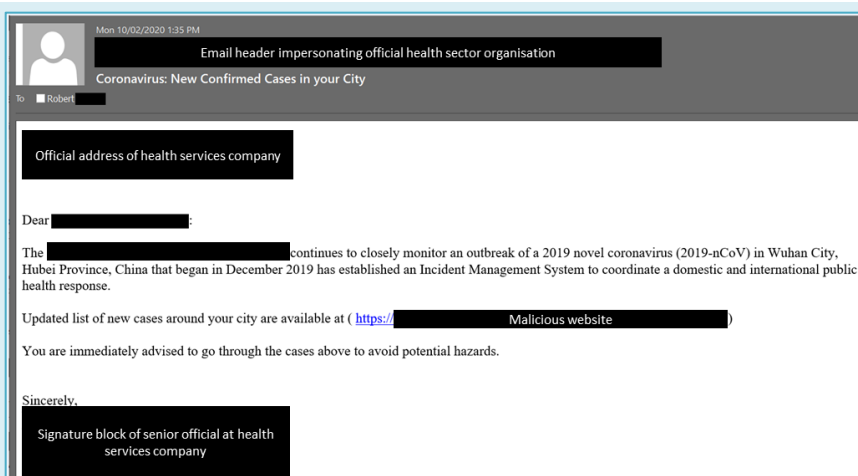 Mon 10/02/2020 1:35 PM
Email header impersonating official health sector organisation
Coronavirus: New Confirmed Cases in your City
To Robert
Official address of health services company
Dear :
The continues to closely monitor an outbreak of a 2019 novel coronavirus (2019-nCoV) in Wuhan City,
Hubei Province, China that began in December 2019 has established an Incident Management System to coordinate a domestic and international public
health response.
Updated list of new cases around your city are available at ( https:// Malicious website )
You are immediately advised to go through the cases above to avoid potential hazards.
Sincerely,
Signature block of senior official at health
services company